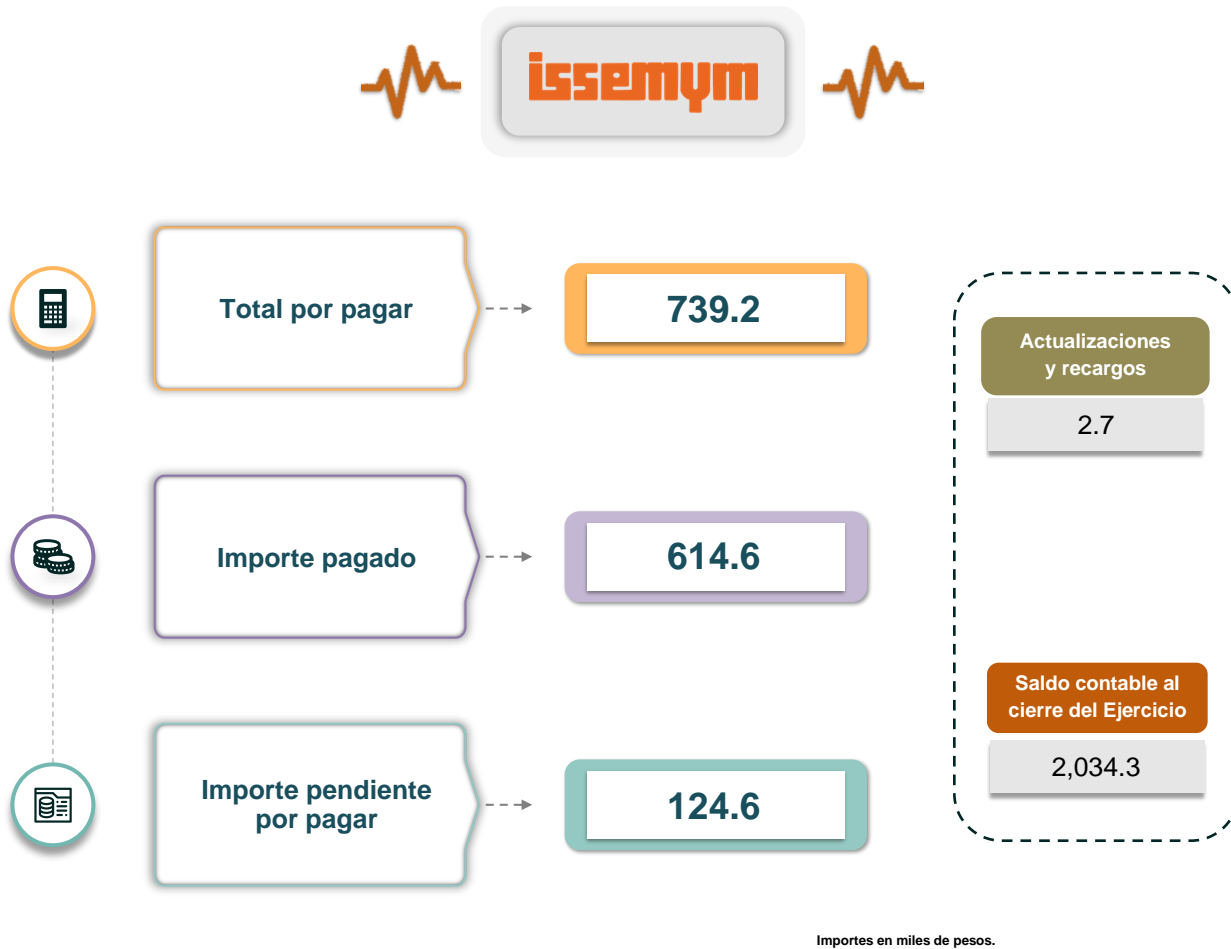 issemym
Total por pagar
739.2
Actualizaciones
y recargos
2.7
Importe pagado
614.6
Saldo contable al
cierre del Ejercicio
2,034.3
Importe pendiente
por pagar
124.6
Importes en miles de pesos.